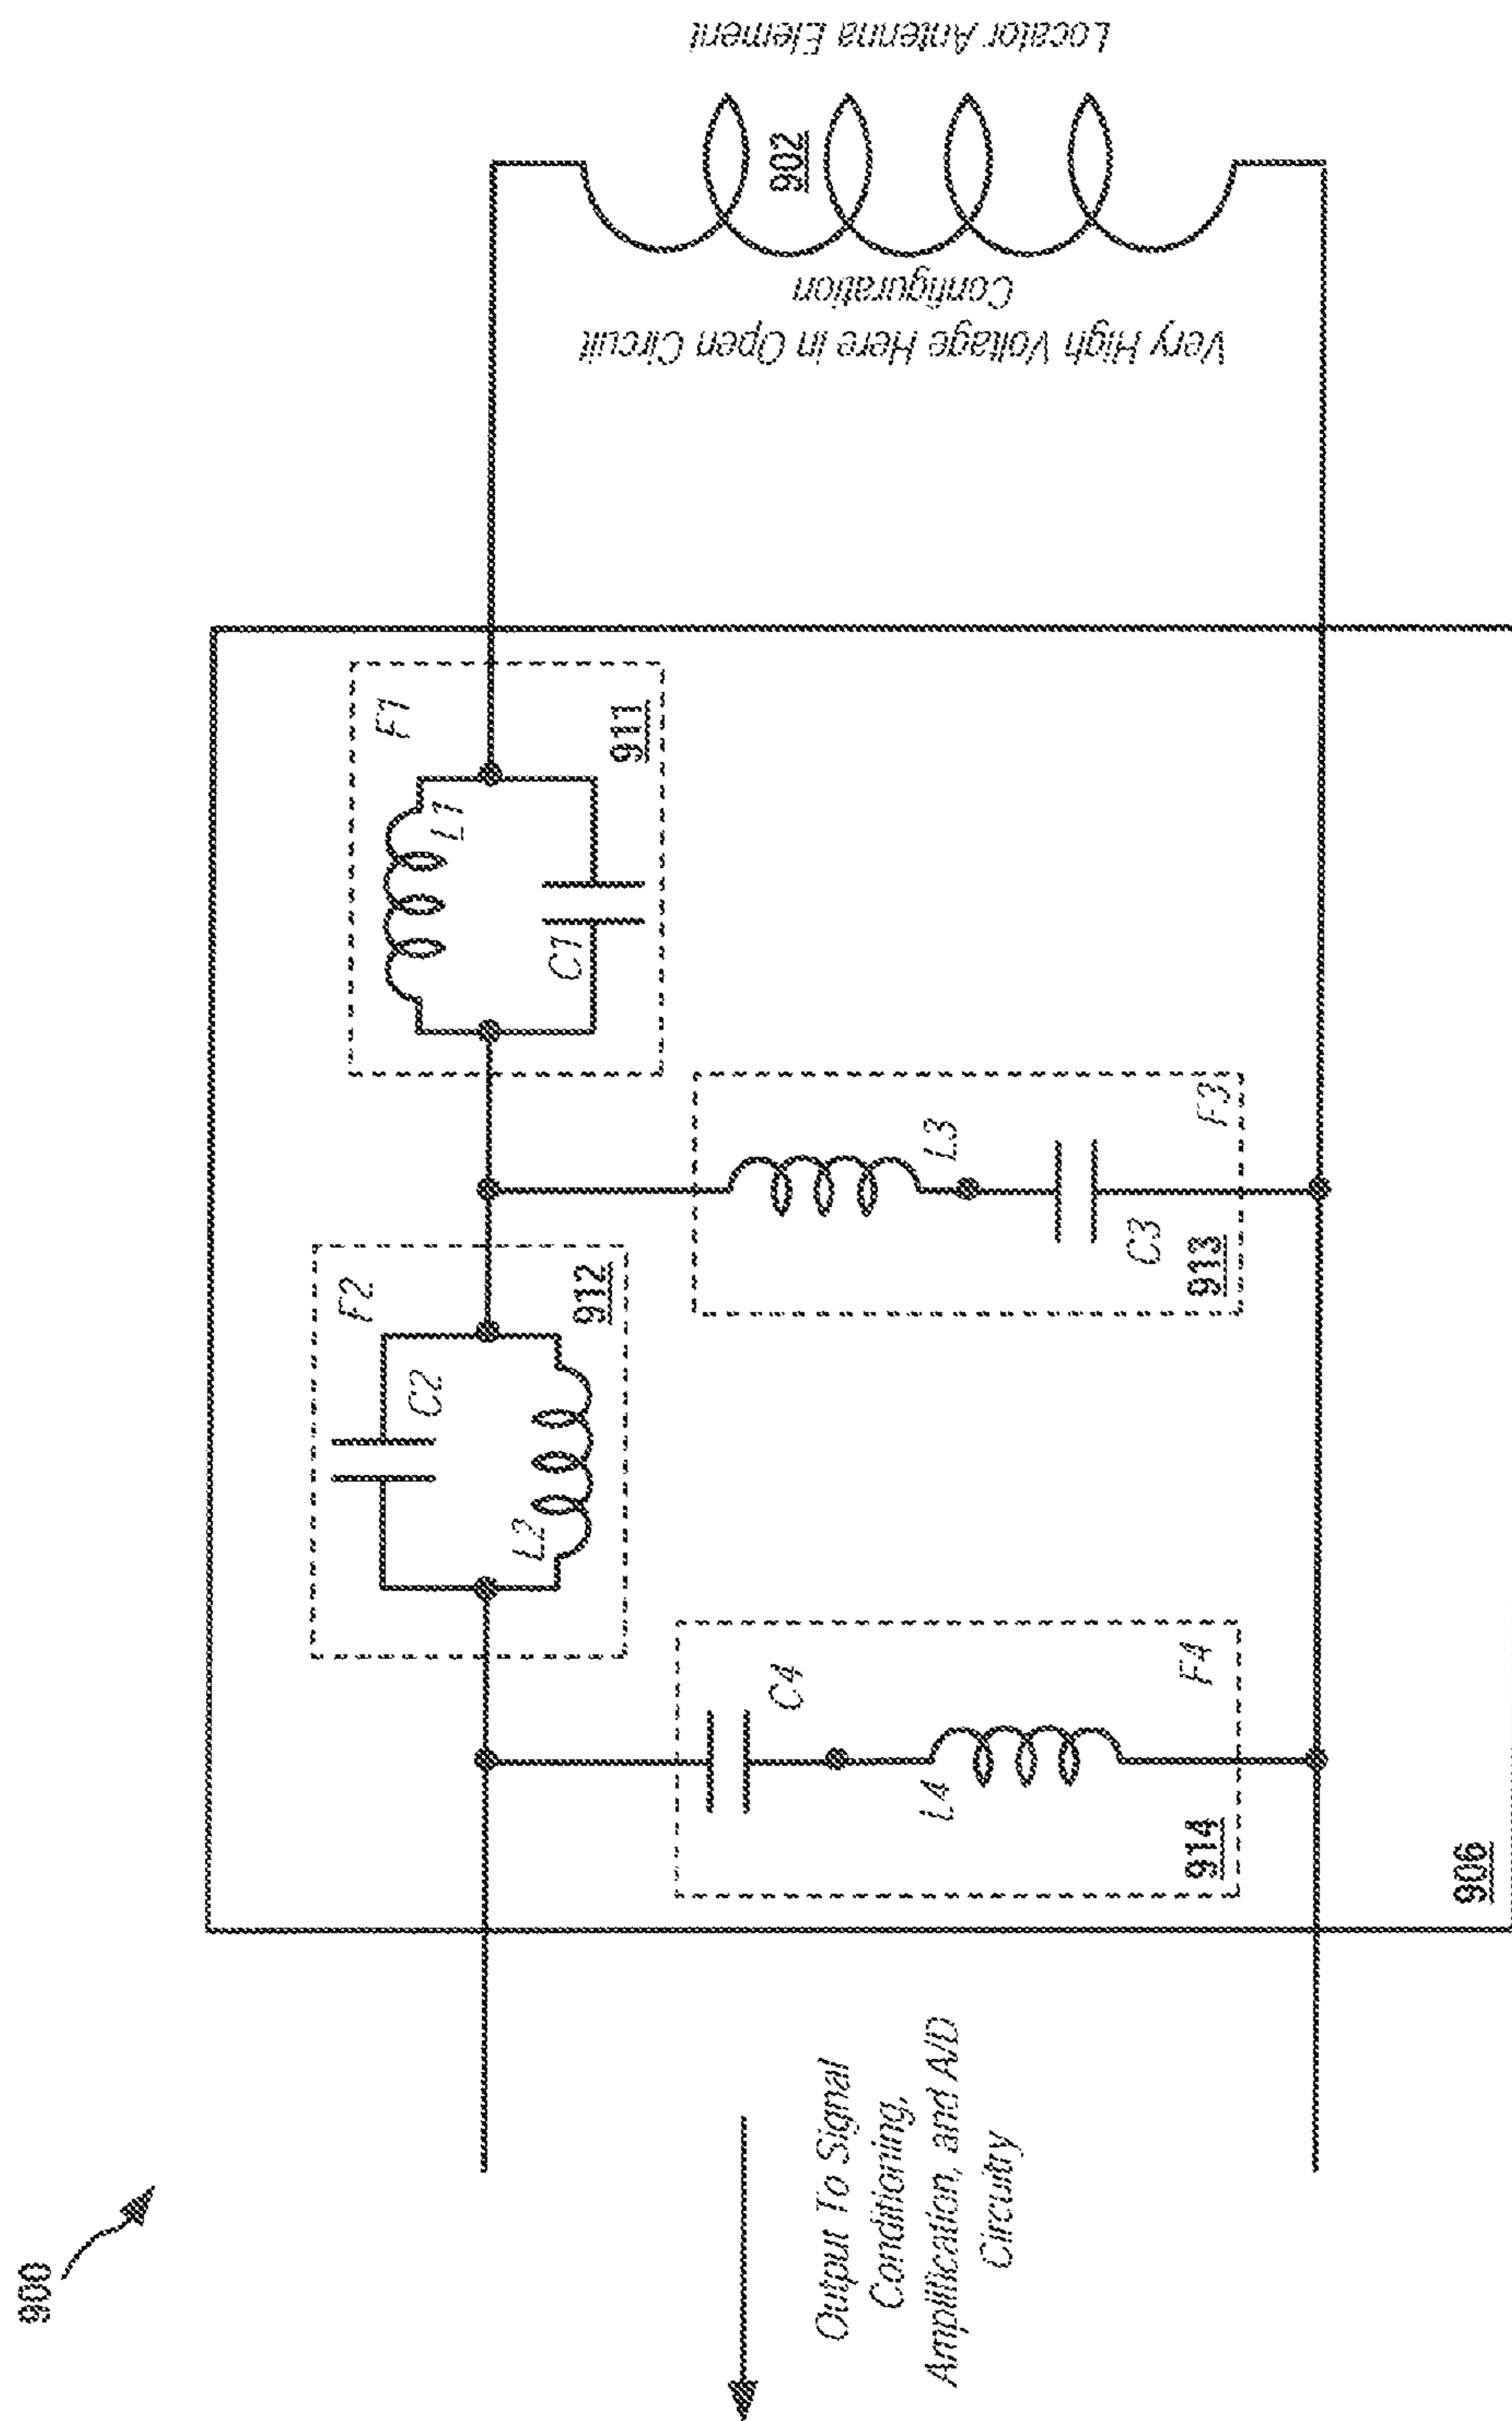 900
Locator Antenna Element
902
Very High Voltage Here in Open Circuit
Configuration
F1
L1
C1
911
F2
C2
L2
912
L3
C3
F3
913
C4
L4
F4
914
906
Output To Signal
Conditioning,
Amplification, and A/D
Circuitry